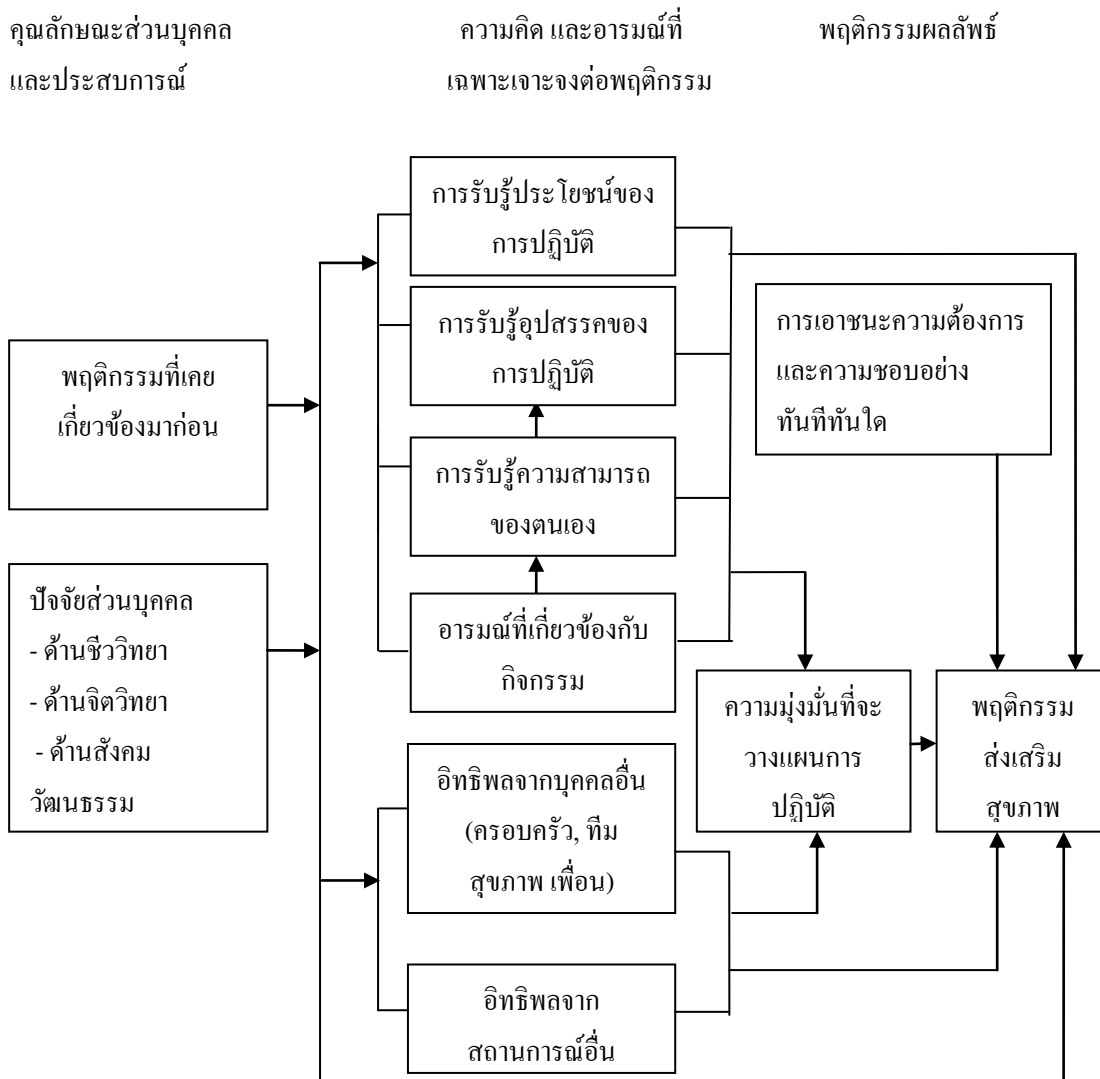 คุณลักษณะส่วนบุคคล
และประสบการณ์
ความคิด และอารมณ์ที่
เฉพาะเจาะจงต่อพฤติกรรม
พฤติกรรมผลลัพธ์
การรับรู้ประโยชน์ของ
การปฏิบัติ
การรับรู้อุปสรรคของ
การปฏิบัติ
การเอาชนะความต้องการ
และความชอบอย่าง
ทันทีทันใด
พฤติกรรมที่เคย
เกี่ยวข้องมาก่อน
การรับรู้ความสามารถ
ของตนเอง
ปัจจัยส่วนบุคคล
- ด้านชีววิทยา
- ด้านจิตวิทยา
- ด้านสังคม
วัฒนธรรม
อารมณ์ที่เกี่ยวข้องกับ
กิจกรรม
ความมุ่งมั่นที่จะ
วางแผนการ
ปฏิบัติ
พฤติกรรม
ส่งเสริม
สุขภาพ
อิทธิพลจากบุคคลอื่น
(ครอบครัว, ทีม
สุขภาพ เพื่อน)
อิทธิพลจาก
สถานการณ์อื่น